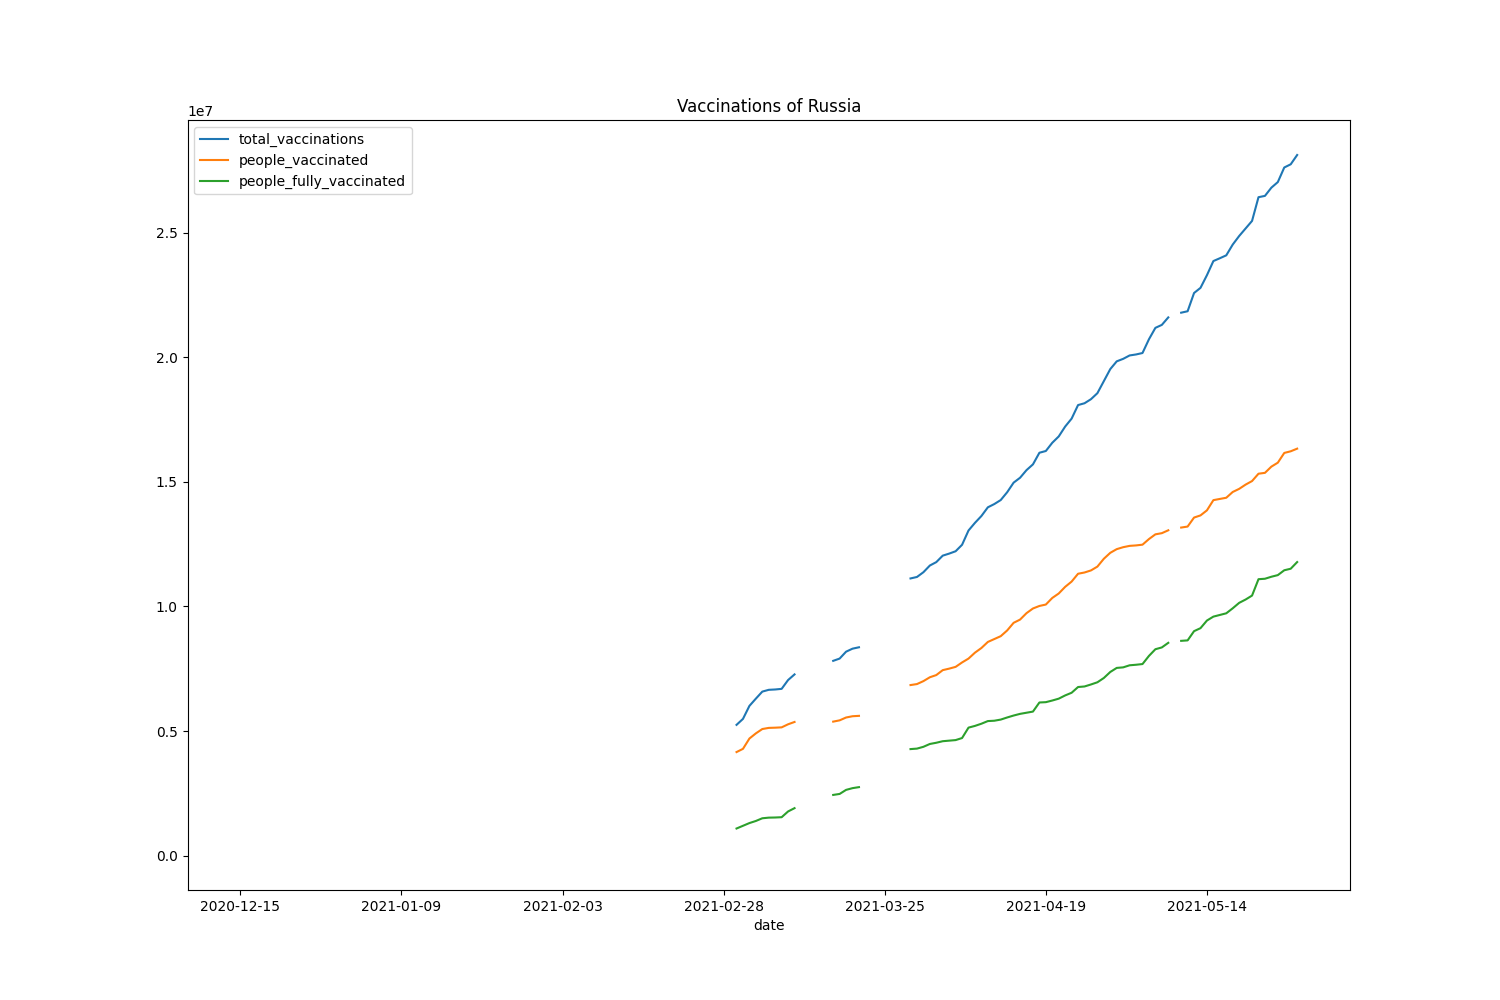 Vaccinations of Russia
1e7
total_vaccinations
people_vaccinated
people_fully_vaccinated
2.5
2.0
1.5
1.0
0.5
0.0
2020-12-15 2021-01-09 2021-02-03 2021-02-28 2021-03-25 2021-04-19 2021-05-14
date